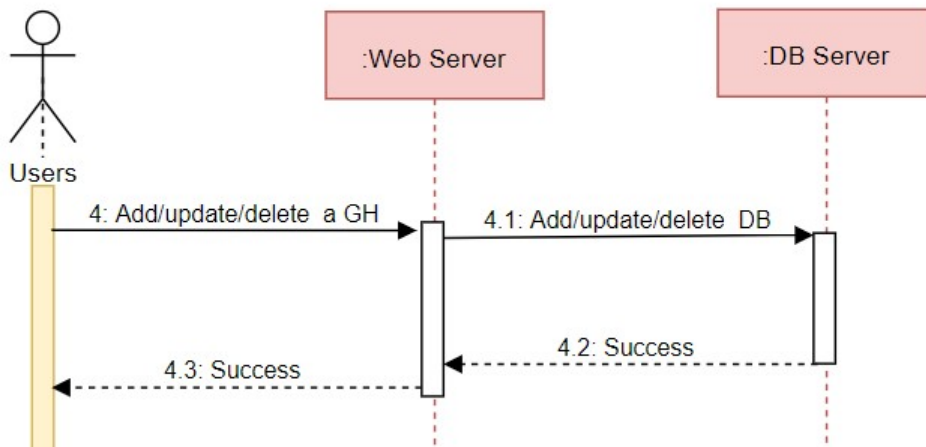 :Web Server
:DB Server
Users
4: Add/update/delete a GH
4.1: Add/update/delete DB
4.2: Success
4.3: Success